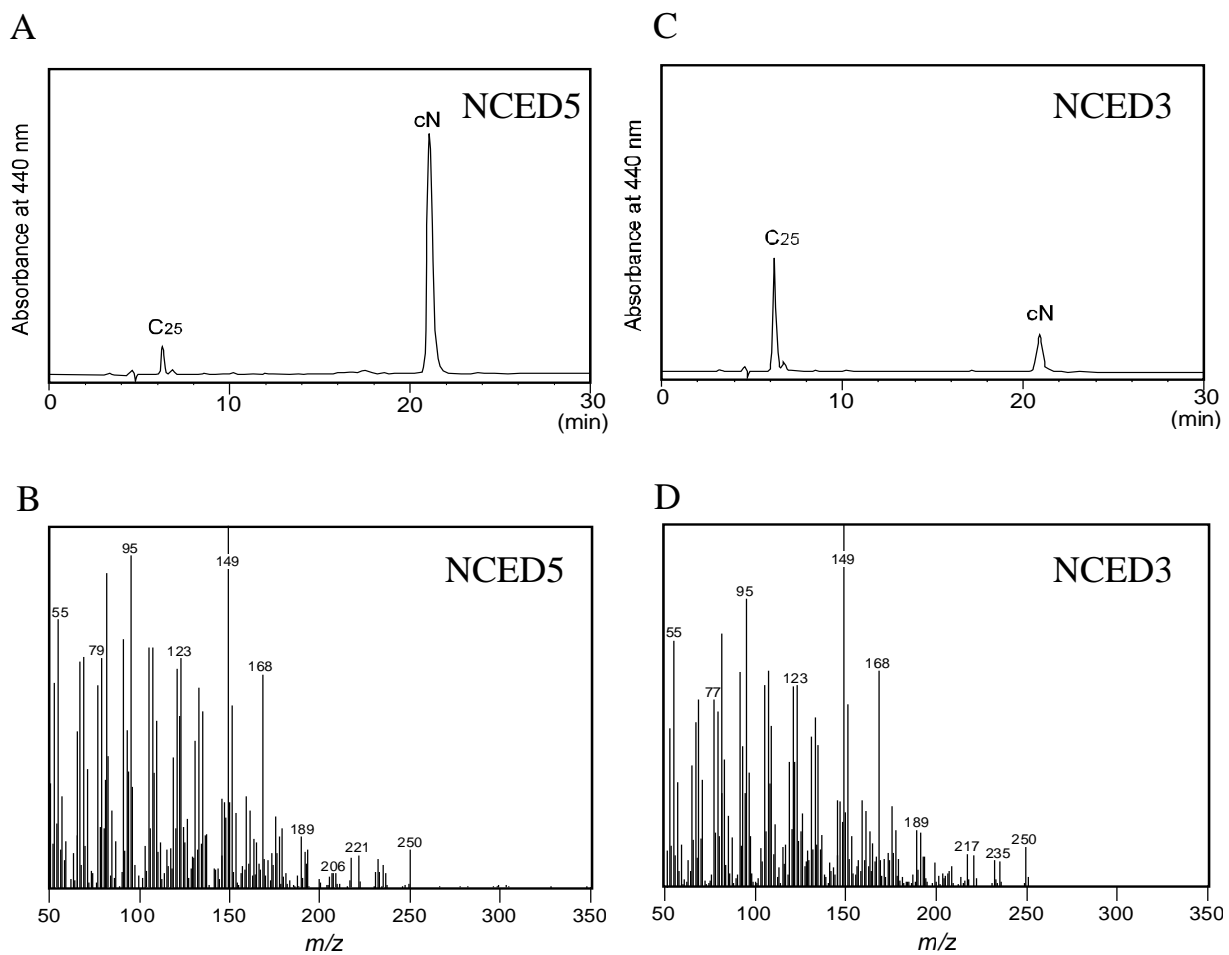 A
NCED5
Absorbance at 440 nm
C25
cN
0 10 20 30
(min)
C
NCED3
Absorbance at 440 nm
C25
cN
0 10 20 30
(min)
B
NCED5
55
79
95
123
149
168
189
206
221
250
50 100 150 200 250 300 350
m/z
D
NCED3
55
77
95
123
149
168
189
217
235
250
50 100 150 200 250 300 350
m/z